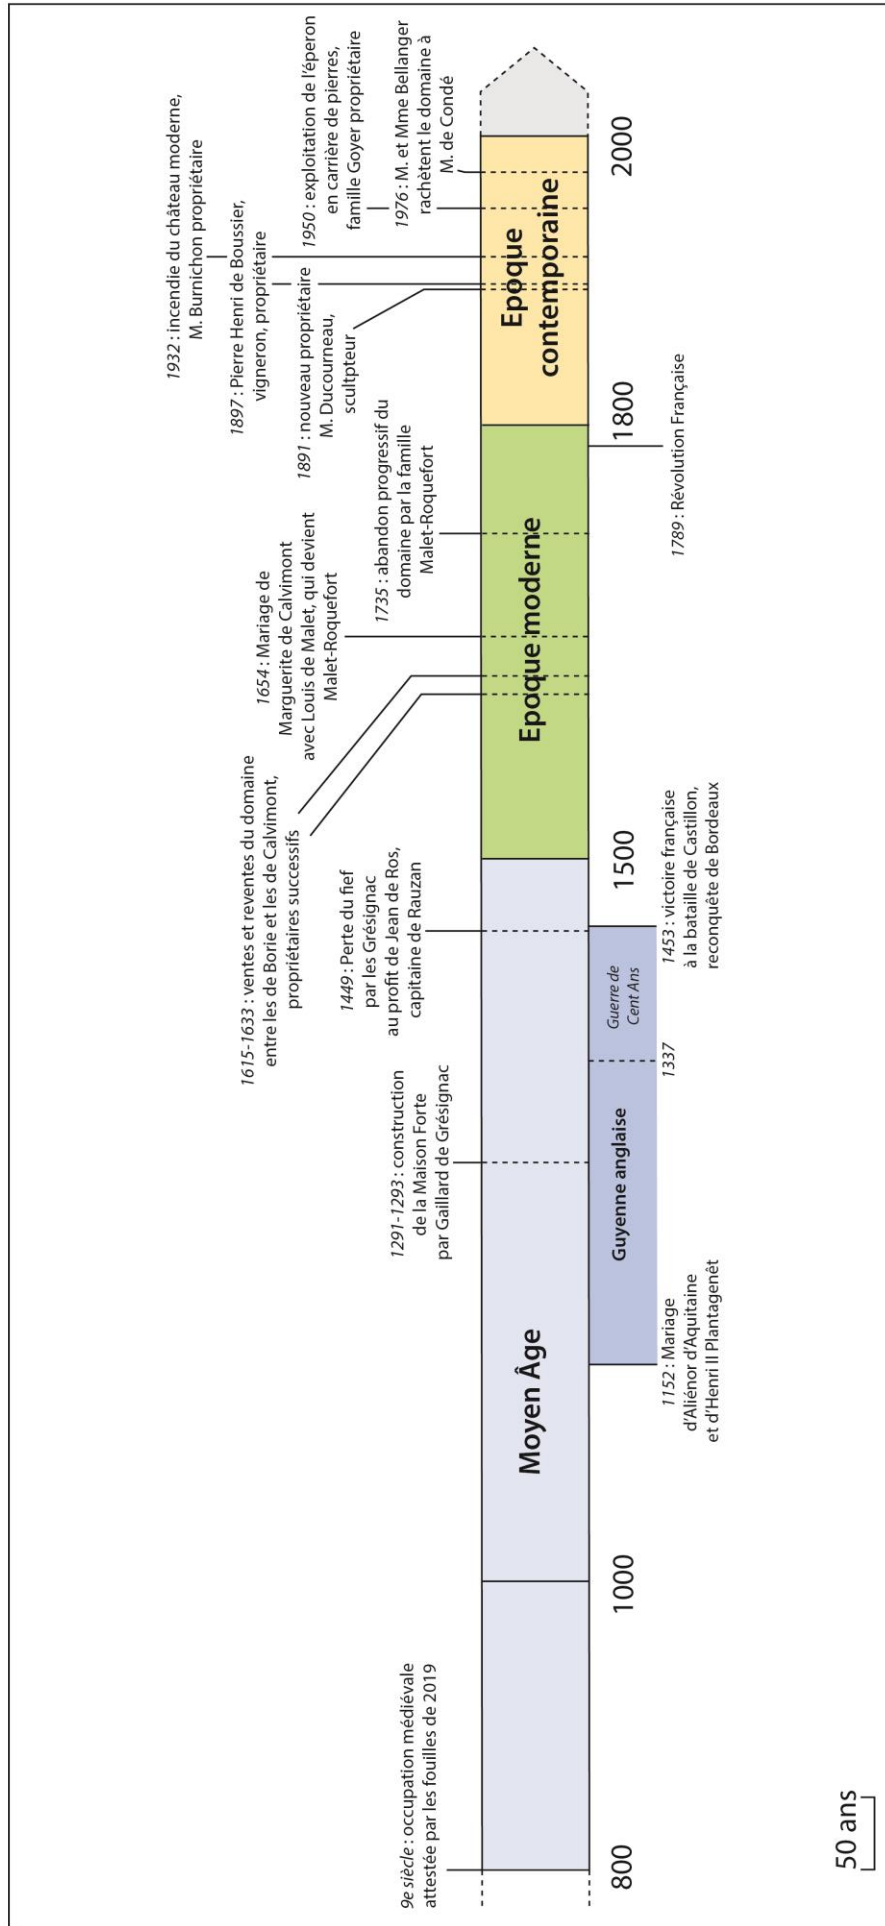 9e siècle : occupation médiévale
attestée par les fouilles de 2019
1291-1293 : construction
de la Maison Forte
par Gaillard de Grésignac
1449 : Perte du fief
par les Grésignac
au profit de Jean de Ros,
capitaine de Rauzan
1615-1633 : ventes et reventes du domaine
entre les de Borie et les de Calvimont,
propriétaires successifs
1654 : Mariage de
Marguerite de Calvimont
avec Louis de Malet, qui devient
Malet-Roquefort
1735 : abandon progressif du
domaine par la famille
Malet-Roquefort
1891 : nouveau propriétaire
M. Ducourneau,
scultpteur
1897 : Pierre Henri de Boussier,
vigneron, propriétaire
1932 : incendie du château moderne,
M. Burnichon propriétaire
1950 : exploitation de l'éperon
en carrière de pierres,
famille Goyer propriétaire
1976 : M. et Mme Bellanger
rachètent le domaine à
M. de Condé
Moyen Âge
Epoque moderne
Epoque
contemporaine
800
1000
1500
1800
2000
Guyenne anglaise
Guerre de
Cent Ans
1152 : Mariage
d'Aliénor d'Aquitaine
et d'Henri II Plantagenêt
1337
1453 : victoire française
à la bataille de Castillon,
reconquête de Bordeaux
1789 : Révolution Française
50 ans